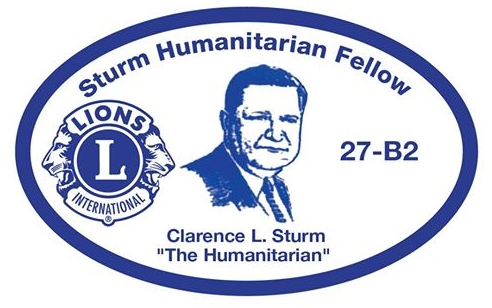 Sturm Humanitarian Fellow
LIONS
L
INTERNATIONAL
®
27-B2
Clarence L. Sturm
"The Humanitarian"